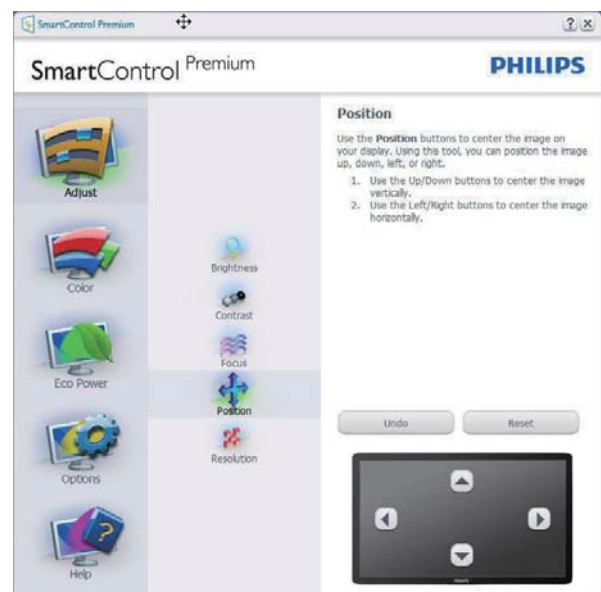 SmartControl Premium
? x
SmartControl Premium
PHILIPS
Adjust
Color
Eco Power
Options
Help
Brightness
Contrast
Focus
Position
Resolution
Position
Use the Position buttons to center the image on
your display. Using this tool, you can position the image
up, down, left, or right.
1. Use the Up/Down buttons to center the image
vertically.
2. Use the Left/Right buttons to center the image
horizontally.
Undo
Reset